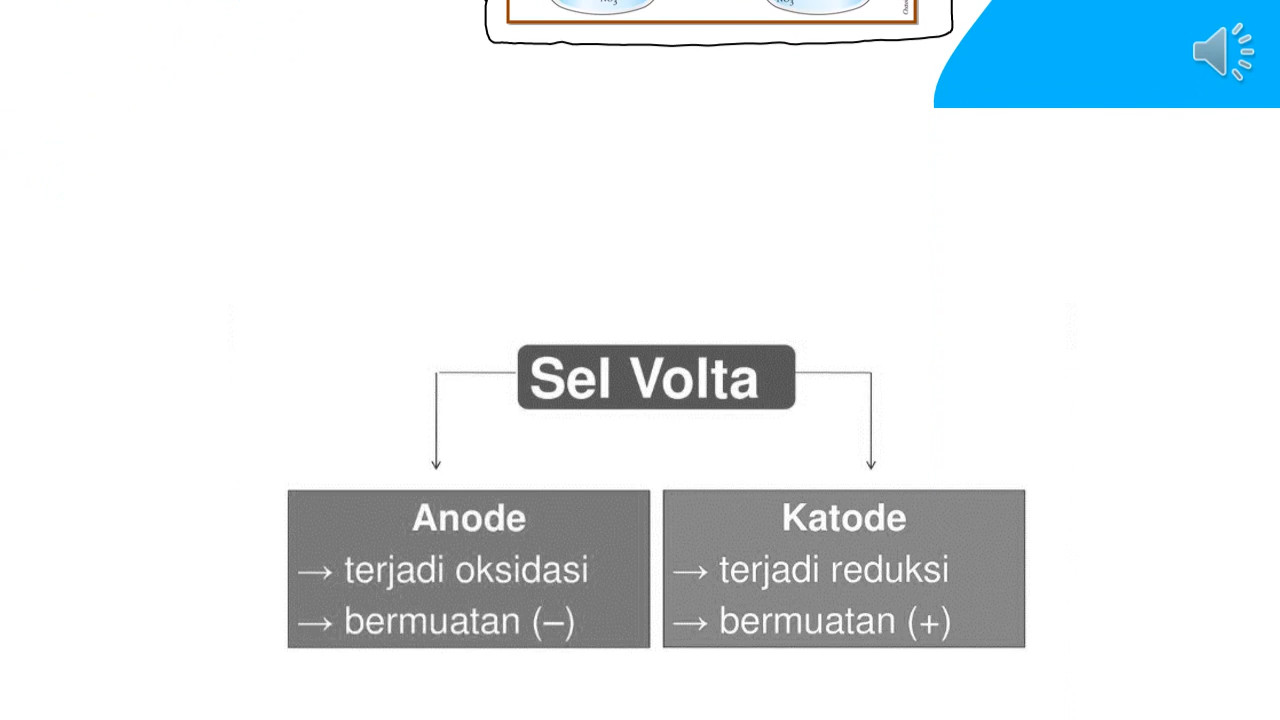 Sel Volta
Anode
→ terjadi oksidasi
→ bermuatan (–)
Katode
→ terjadi reduksi
→ bermuatan (+)